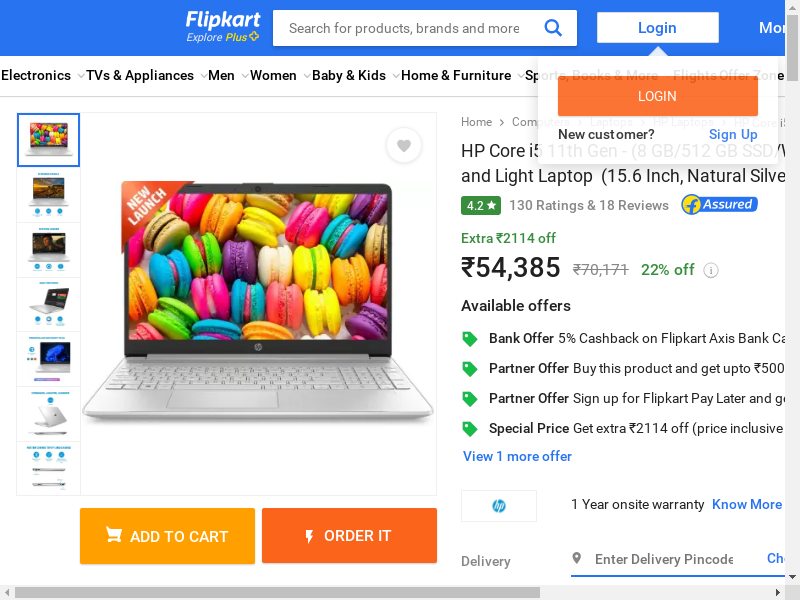 Flipkart
Explore Plus
Search for products, brands and more
Login
Mor
Electronics
TVs & Appliances
Men
Women
Baby & Kids
Home & Furniture
Sports, Books & More
Flights
Offer Zone
LOGIN
New customer?
Sign Up
Home
Computers
Laptops
HP Laptops
HP Core i5
HP Core i5 11th Gen - (8 GB/512 GB SSD/W
and Light Laptop (15.6 Inch, Natural Silve
4.2
130 Ratings & 18 Reviews
Assured
Extra ₹2114 off
₹54,385
₹70,171
22% off
Available offers
Bank Offer 5% Cashback on Flipkart Axis Bank Ca
Partner Offer Buy this product and get upto ₹500
Partner Offer Sign up for Flipkart Pay Later and ge
Special Price Get extra ₹2114 off (price inclusive
View 1 more offer
NEW LAUNCH
hp
1 Year onsite warranty
Know More
ADD TO CART
ORDER IT
Delivery
Enter Delivery Pincode
Che